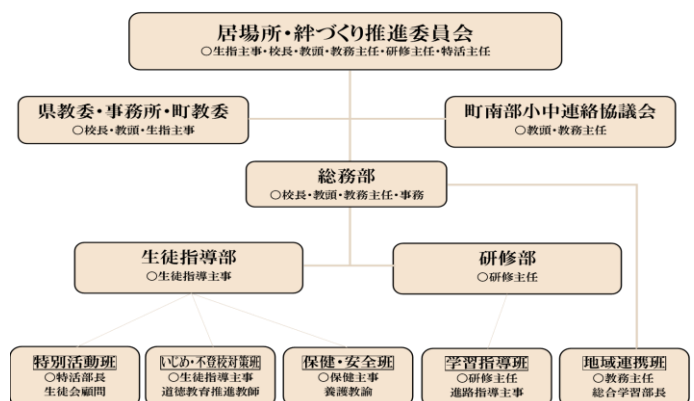 居場所・絆づくり推進委員会
○生指主事・校長・教頭・教務主任・研修主任・特活主任
県教委・事務所・町教委
○校長・教頭・生指主事
町南部小中連絡協議会
○教頭・教務主任
総務部
○校長・教頭・教務主任・事務
生徒指導部
○生徒指導主事
研修部
○研修主任
特別活動班
○特活部長
生徒会顧問
いじめ・不登校対策班
○生徒指導主事
道徳教育推進教師
保健・安全班
○保健主事
養護教諭
学習指導班
○研修主任
進路指導主事
地域連携班
○教務主任
総合学習部長